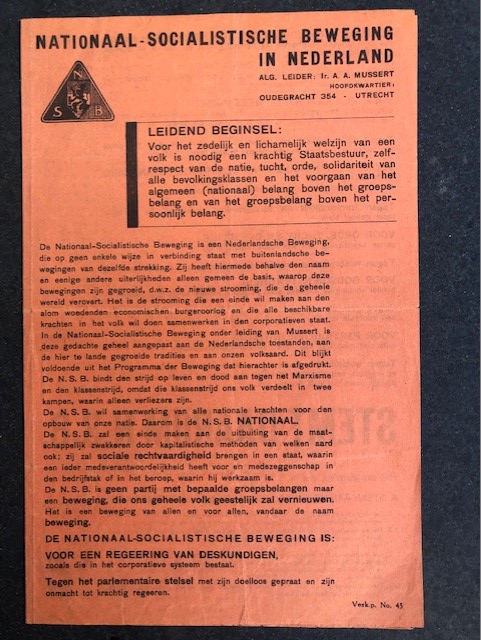 NATIONAAL-SOCIALISTISCHE BEWEGING
IN NEDERLAND
ALG. LEIDER: Ir. A. A. MUSSERT
HOOFDKWARTIER:
OUDEGRACHT 354 - UTRECHT
N
S B
LEIDEND BEGINSEL:
Voor het zedelijk en lichamelijk welzijn van een
volk is noodig een krachtig Staatsbestuur, zelf-
respect van de natie, tucht, orde, solidariteit van
alle bevolkingsklassen en het voorgaan van het
algemeen (nationaal) belang boven het groeps-
belang en van het groepsbelang boven het per-
soonlijk belang.
De Nationaal-Socialistische Beweging is een Nederlandsche Beweging,
die op geen enkele wijze in verbinding staat met buitenlandsche be-
wegingen van dezelfde strekking. Zij heeft hiermede behalve den naam
en eenige andere uiterlijkheden alleen gemeen de basis, waarop deze
bewegingen zijn gegroeid, d.w.z. de nieuwe strooming, die de geheele
wereld verovert. Het is de strooming die een einde wil maken aan den
alom woedenden economischen burgeroorlog en die alle beschikbare
krachten in het volk wil doen samenwerken in den corporatieven staat.
In de Nationaal-Socialistische Beweging onder leiding van Mussert is
deze gedachte geheel aangepast aan de Nederlandsche toestanden, aan
de hier te lande gegroeide tradities en aan onzen volksaard. Dit blijkt
voldoende uit het Programma der Beweging dat hierachter is afgedrukt.
De N.S.B. bindt den strijd op leven en dood aan tegen het Marxisme
en den klassenstrijd, omdat die klassenstrijd ons volk verdeelt in twee
kampen, waarin allen verliezers zijn.
De N.S.B. wil samenwerking van alle nationale krachten voor den
opbouw van onze natie. Daarom is de N.S.B. NATIONAAL.
De N.S.B. zal een einde maken aan de uitbuiting van de maat-
schappelijk zwakkeren door kapitalistische methoden van welken aard
ook; zij zal sociale rechtvaardigheid brengen in een staat, waarin
een ieder medeverantwoordelijkheid heeft voor en medezeggenschap in
den bedrijfstak of in het beroep, waarin hij werkzaam is.
De N.S.B. is geen partij met bepaalde groepsbelangen maar
een beweging, die ons geheele volk geestelijk zal vernieuwen.
Het is een beweging van allen en voor allen, vandaar de naam
beweging.
DE NATIONAAL-SOCIALISTISCHE BEWEGING IS:
VOOR EEN REGEERING VAN DESKUNDIGEN,
zooals die in het corporatieve systeem bestaat.
Tegen het parlementaire stelsel met zijn doelloos gepraat en zijn
onmacht tot krachtig regeeren.
Verk.p. No. 45